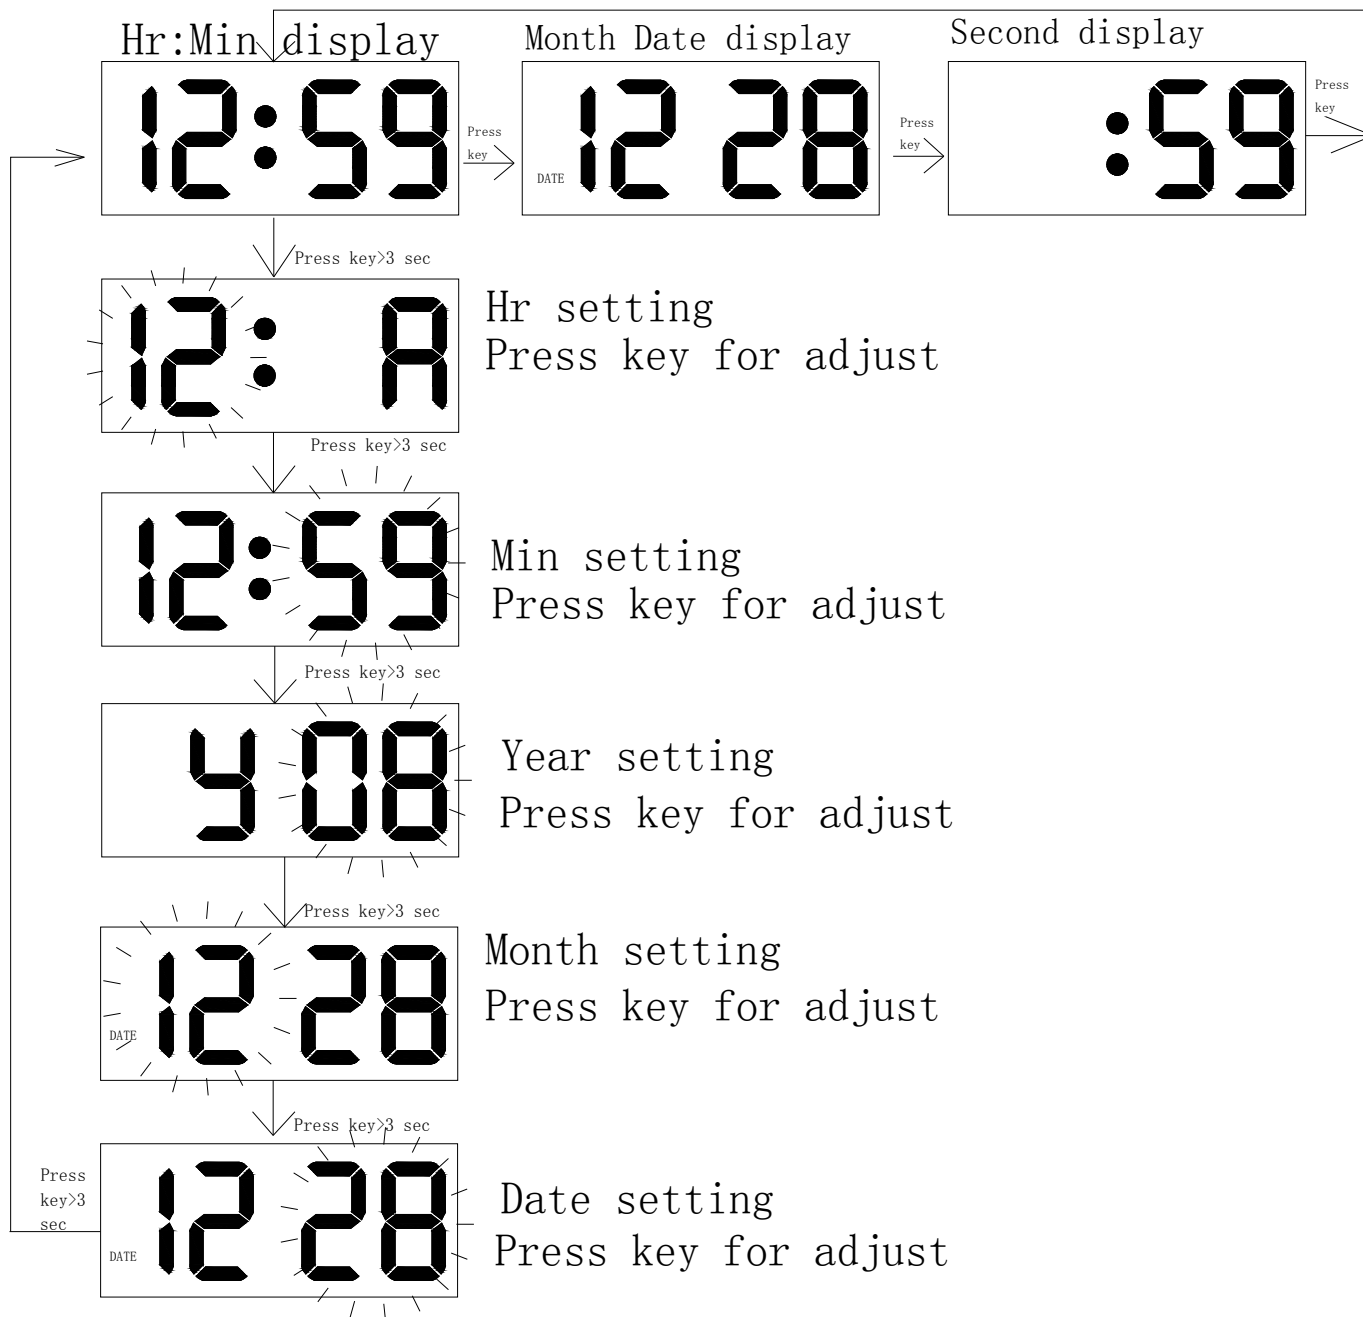 Hr:Min display
Month Date display
Second display
12:59
Press
key
DATE
12 28
Press
key
:59
Press
key
Press key>3 sec
12: A
Hr setting
Press key for adjust
Press key>3 sec
12:59
Min setting
Press key for adjust
Press key>3 sec
y 08
Year setting
Press key for adjust
Press key>3 sec
DATE
12 28
Month setting
Press key for adjust
Press key>3 sec
Press
key>3
sec
DATE
12 28
Date setting
Press key for adjust